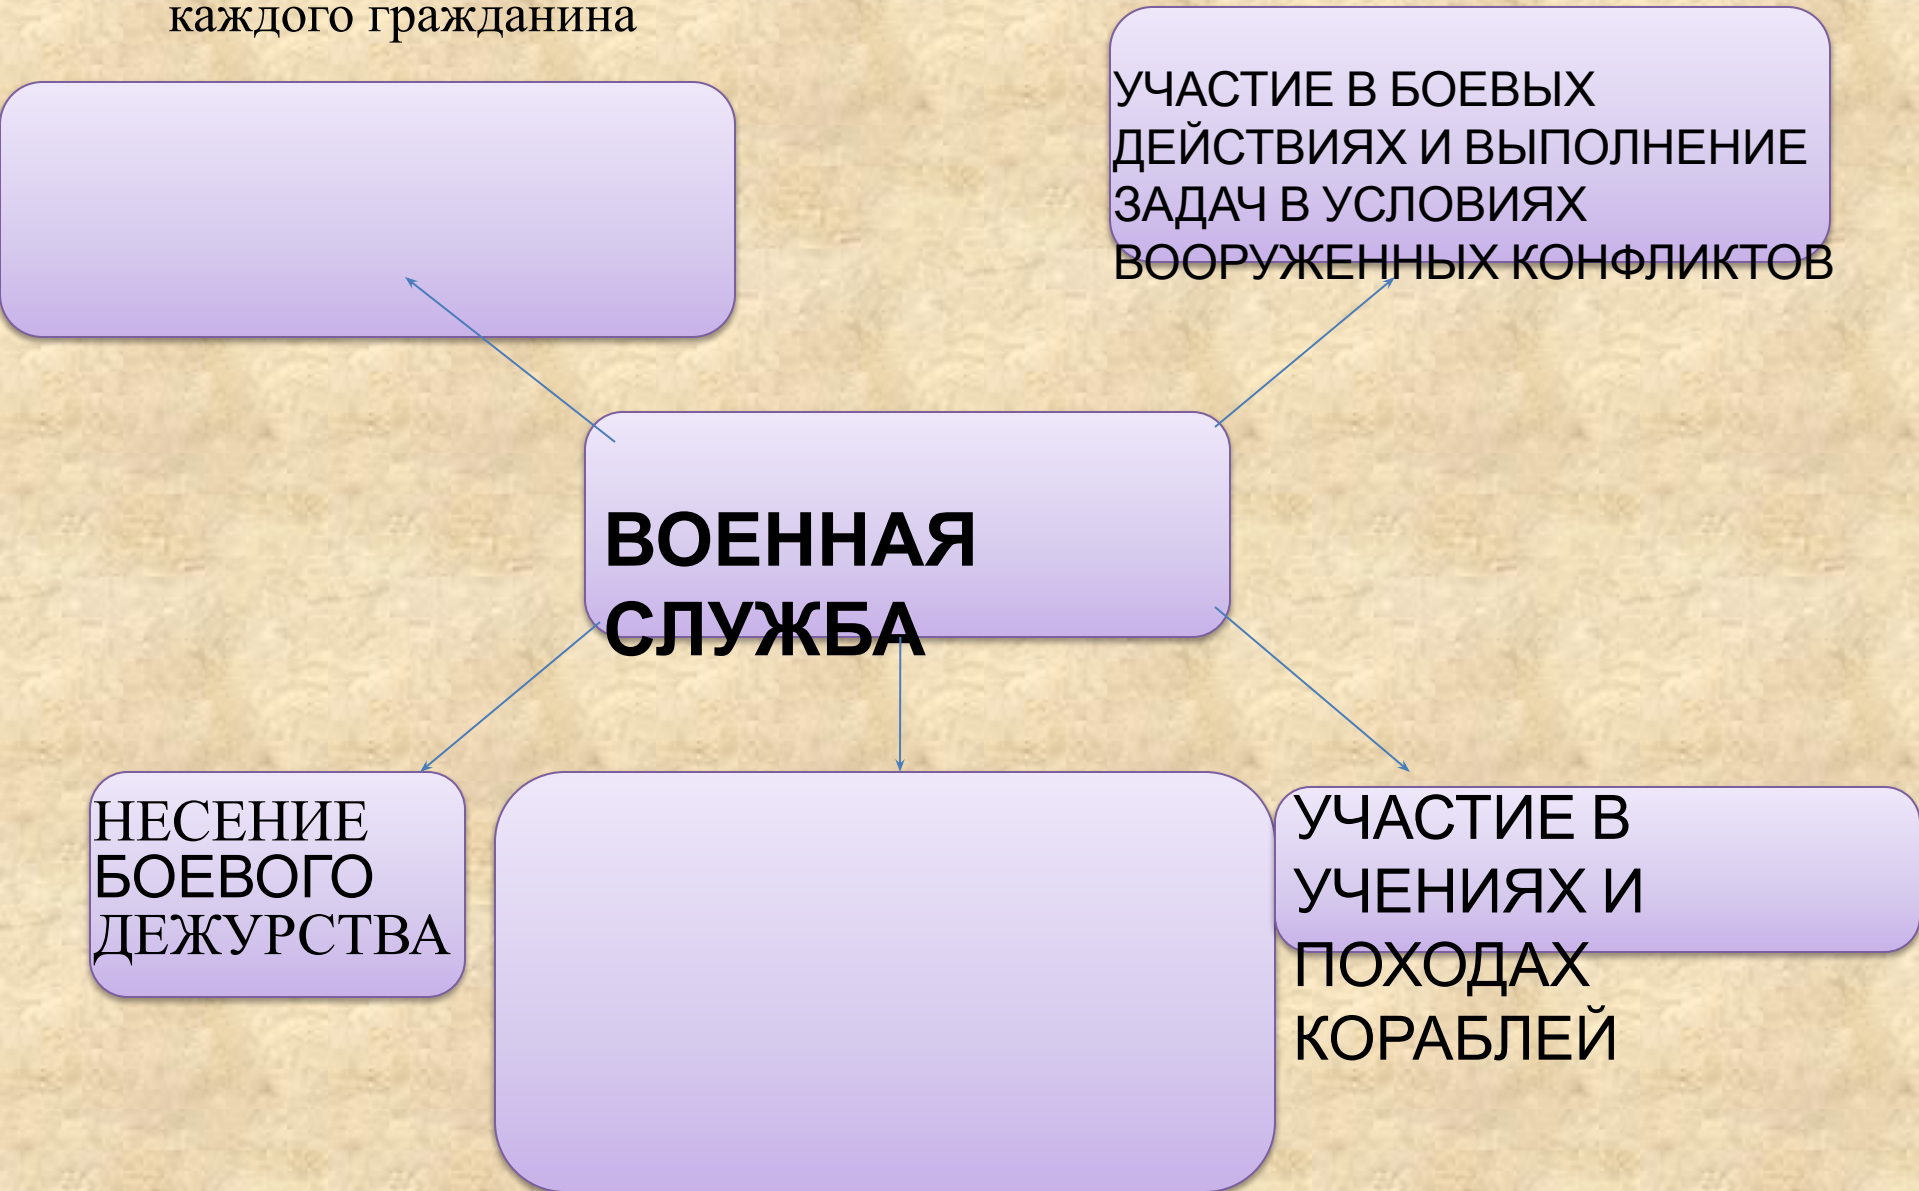 каждого гражданина
УЧАСТИЕ В БОЕВЫХ
ДЕЙСТВИЯХ И ВЫПОЛНЕНИЕ
ЗАДАЧ В УСЛОВИЯХ
ВООРУЖЕННЫХ КОНФЛИКТОВ
ВОЕННАЯ
СЛУЖБА
НЕСЕНИЕ
БОЕВОГО
ДЕЖУРСТВА
УЧАСТИЕ В
УЧЕНИЯХ И
ПОХОДАХ
КОРАБЛЕЙ